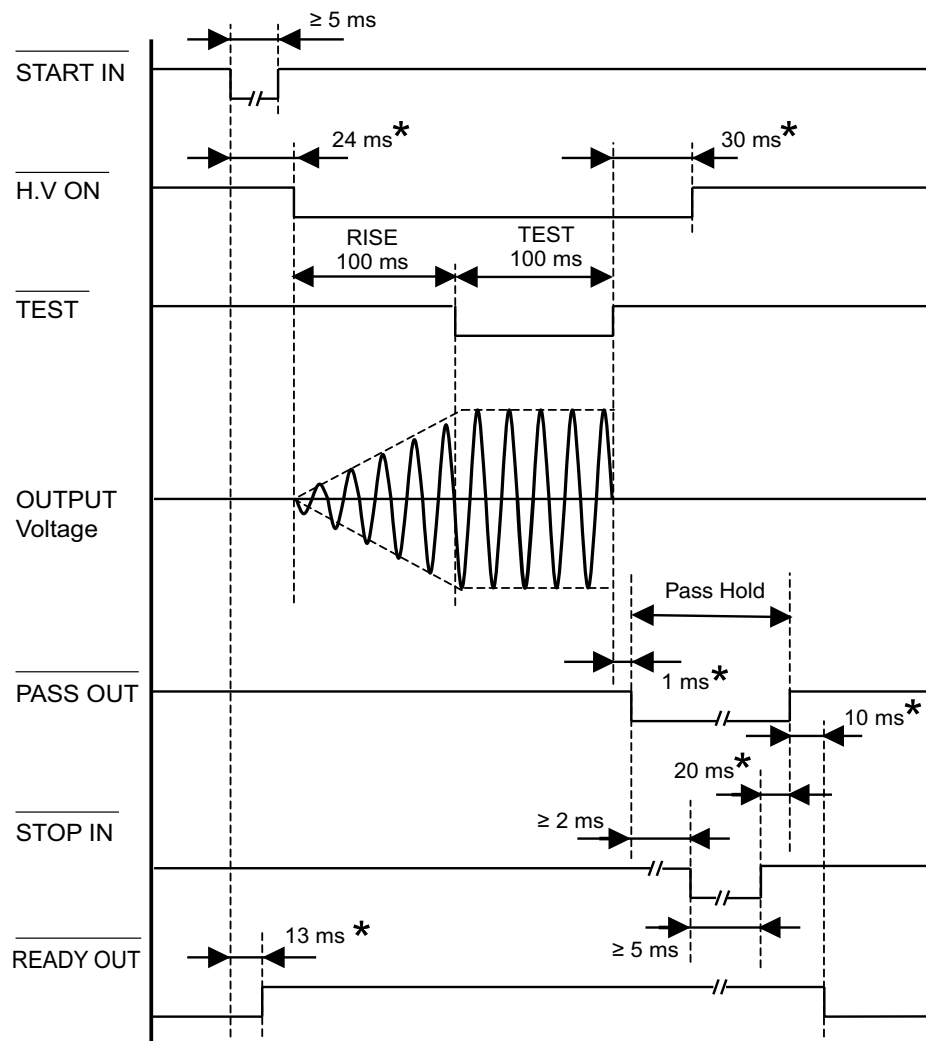 ≥ 5 ms
START IN
24 ms*
30 ms*
H.V ON
RISE
100 ms
TEST
100 ms
TEST
OUTPUT
Voltage
Pass Hold
1 ms*
PASS OUT
10 ms*
20 ms*
STOP IN
≥ 2 ms
≥ 5 ms
13 ms*
READY OUT